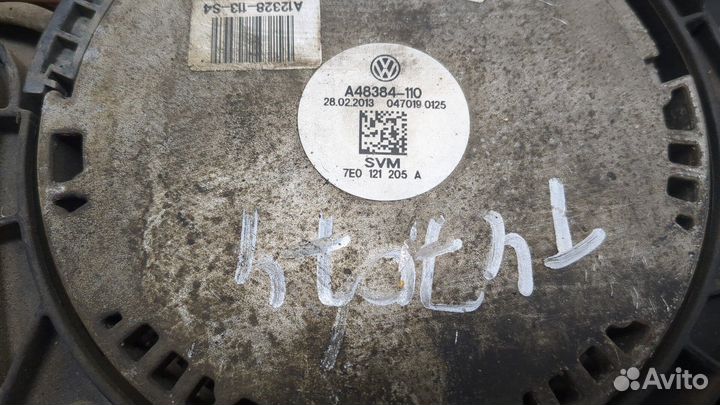 A12328-113-S4
A48384-110
28.02.2013 047019 0125
SVM
7E0 121 205 A
Avito